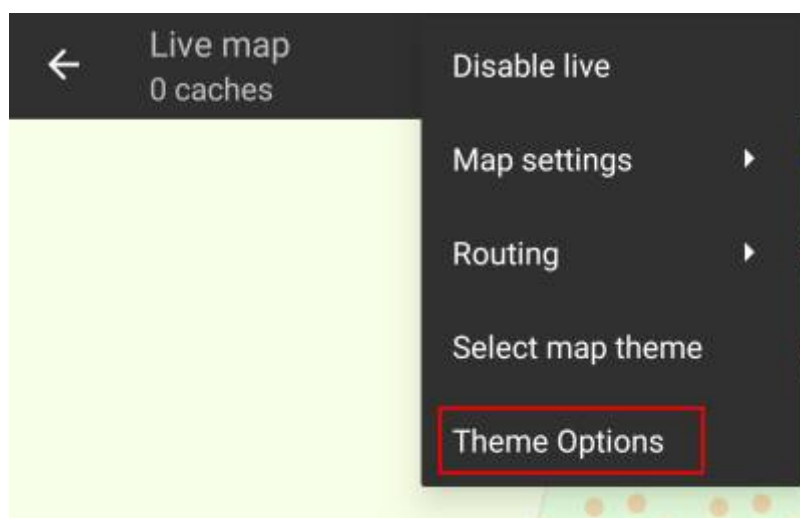 Live map
0 caches
Disable live
Map settings
Routing
Select map theme
Theme Options